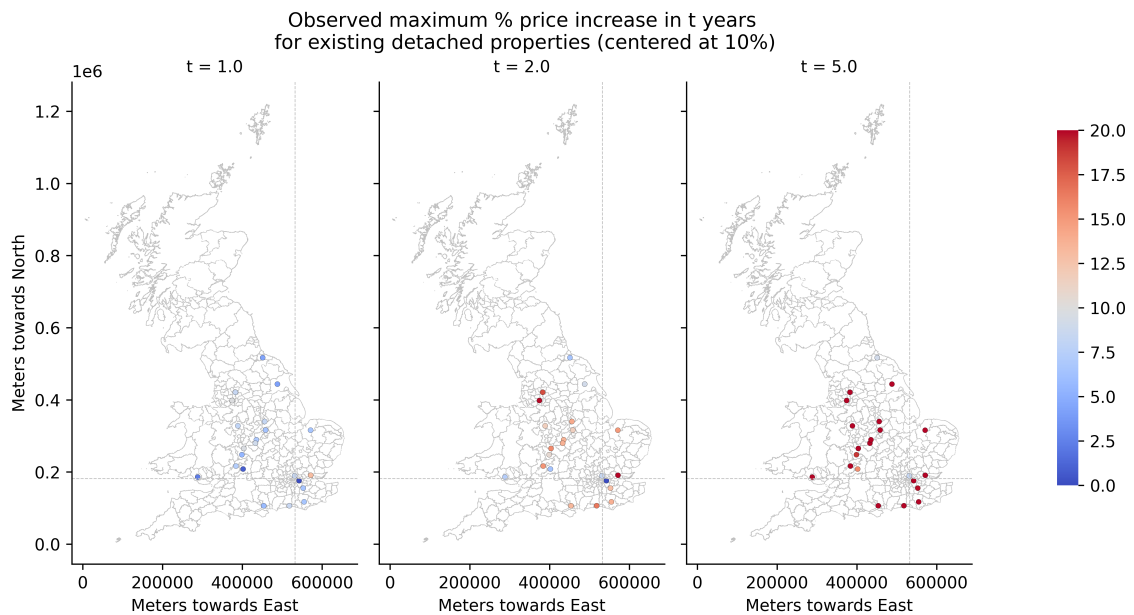 Observed maximum % price increase in t years
for existing detached properties (centered at 10%)
t = 1.0
t = 2.0
t = 5.0
1e6
1.2
1.0
0.8
0.6
0.4
0.2
0.0
Meters towards North
0
200000
400000
600000
0
200000
400000
600000
0
200000
400000
600000
Meters towards East
Meters towards East
Meters towards East
20.0
17.5
15.0
12.5
10.0
7.5
5.0
2.5
0.0